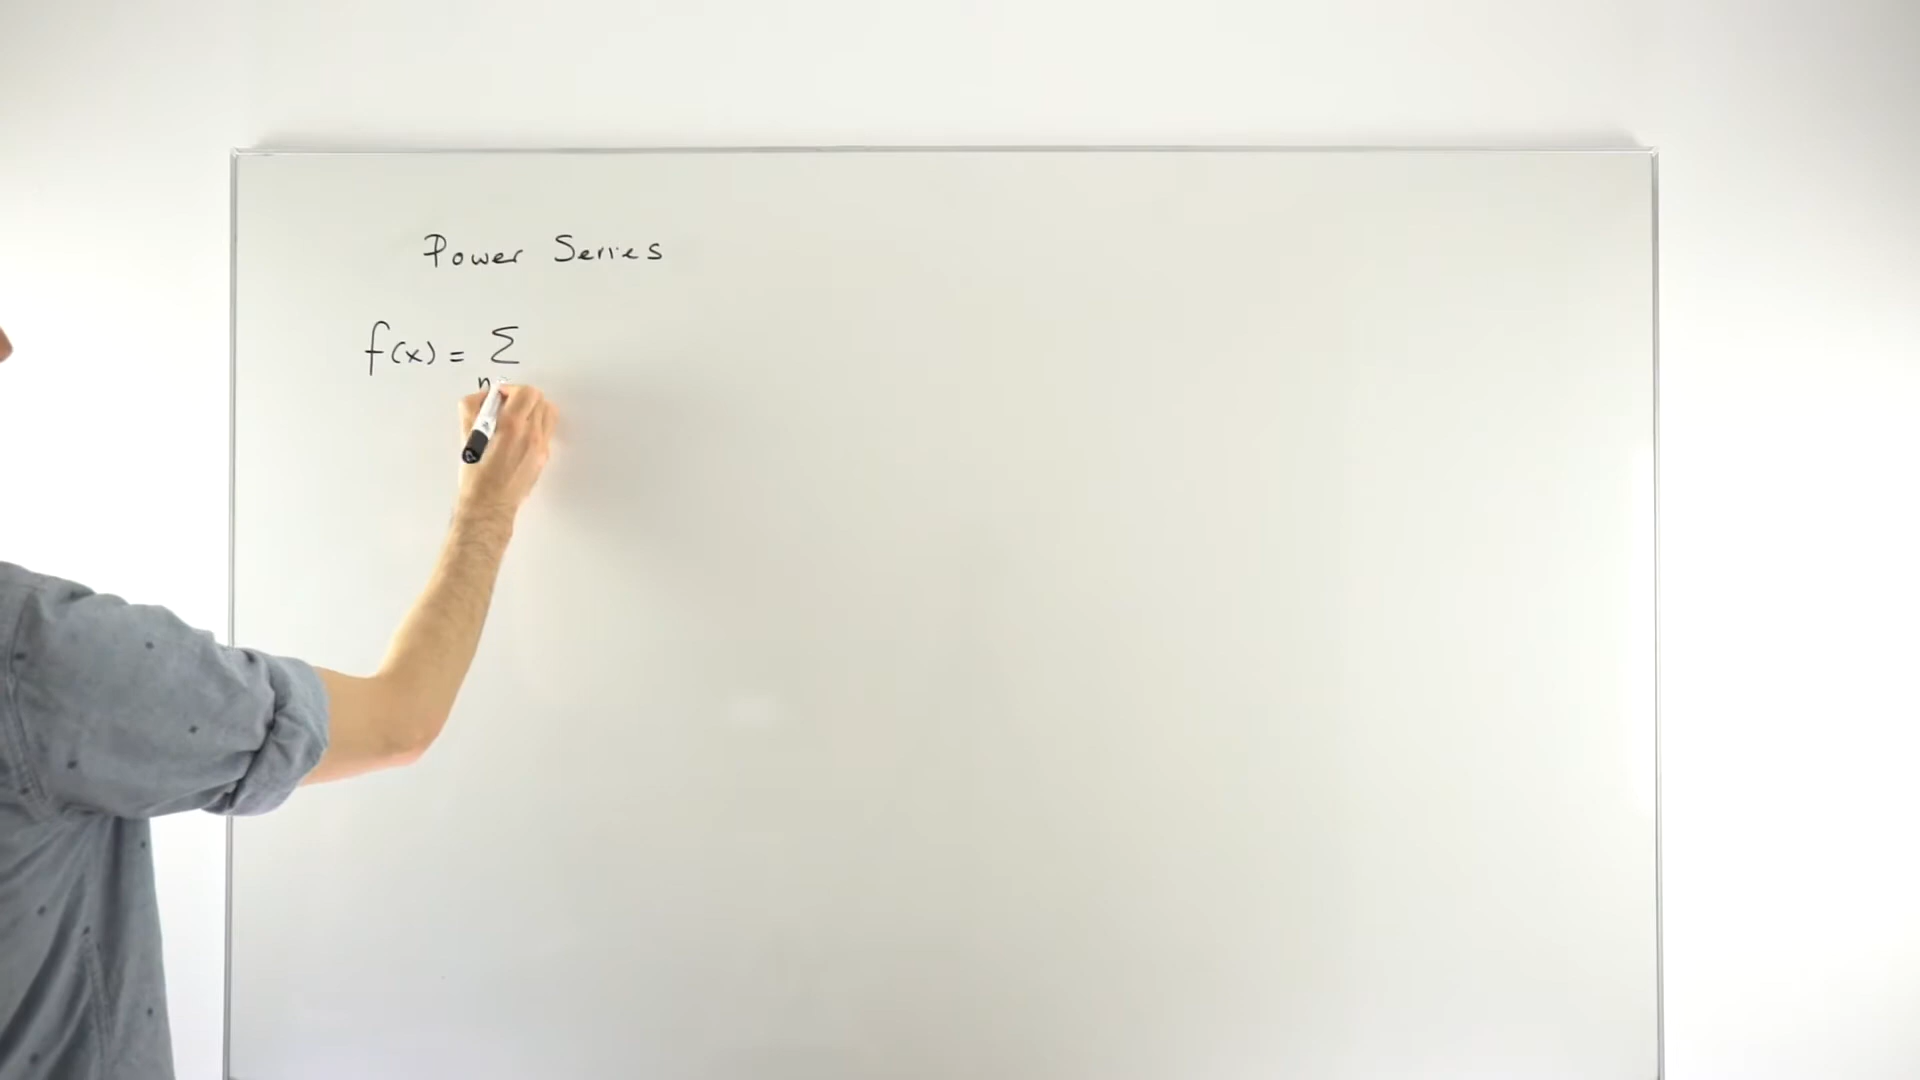 Power Series
f(x) = Σ
n